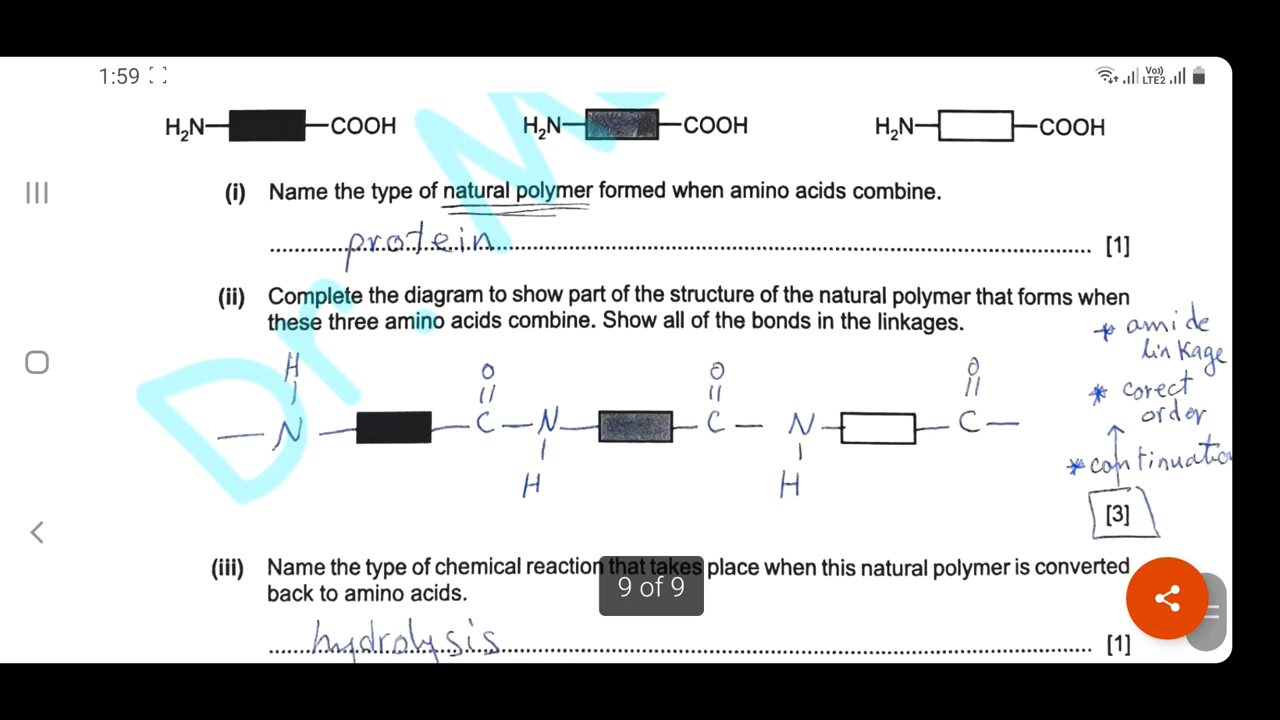 1:59
Vo))
LTE2
H₂N COOH H₂N COOH H₂N COOH
(i) Name the type of natural polymer formed when amino acids combine.
protein [1]
(ii) Complete the diagram to show part of the structure of the natural polymer that forms when
these three amino acids combine. Show all of the bonds in the linkages.
* amide
linkage
* corect
order
* continuatio
[3]
H O O O
N C N C N C
H H
(iii) Name the type of chemical reaction that takes place when this natural polymer is converted
back to amino acids.
9 of 9
hydrolysis [1]
Dr.